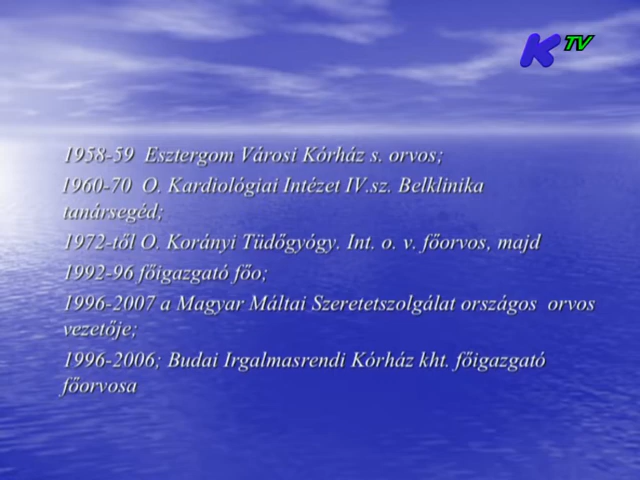 K TV
1958-59 Esztergom Városi Kórház s. orvos;
1960-70 O. Kardiológiai Intézet IV.sz. Belklinika
tanársegéd;
1972-től O. Korányi Tüdőgyógy. Int. o. v. főorvos, majd
1992-96 főigazgató főo;
1996-2007 a Magyar Máltai Szeretetszolgálat országos orvos
vezetője;
1996-2006; Budai Irgalmasrendi Kórház kht. főigazgató
főorvosa